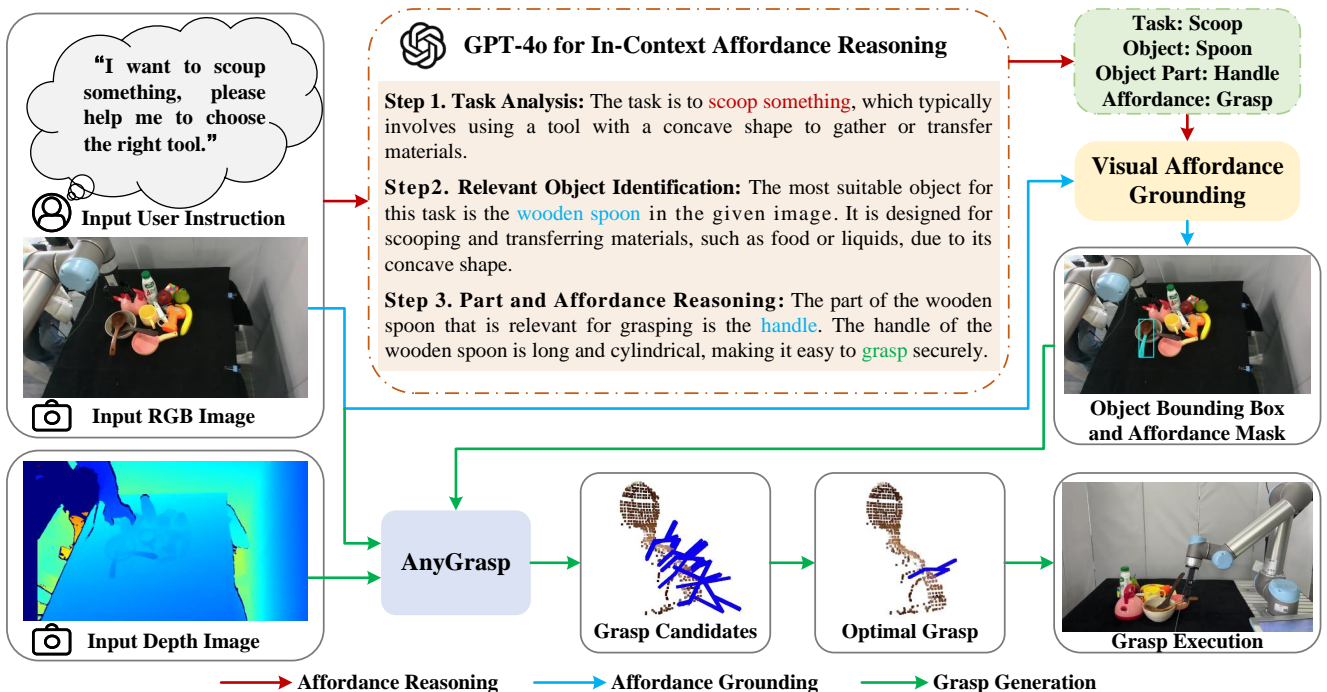 “I want to scoup
something, please
help me to choose
the right tool.”
Input User Instruction
Input RGB Image
GPT-4o for In-Context Affordance Reasoning
Step 1. Task Analysis: The task is to scoop something, which typically
involves using a tool with a concave shape to gather or transfer
materials.
Step2. Relevant Object Identification: The most suitable object for
this task is the wooden spoon in the given image. It is designed for
scooping and transferring materials, such as food or liquids, due to its
concave shape.
Step 3. Part and Affordance Reasoning: The part of the wooden
spoon that is relevant for grasping is the handle. The handle of the
wooden spoon is long and cylindrical, making it easy to grasp securely.
Task: Scoop
Object: Spoon
Object Part: Handle
Affordance: Grasp
Visual Affordance
Grounding
Object Bounding Box
and Affordance Mask
Input Depth Image
AnyGrasp
Grasp Candidates
Optimal Grasp
Grasp Execution
Affordance Reasoning
Affordance Grounding
Grasp Generation